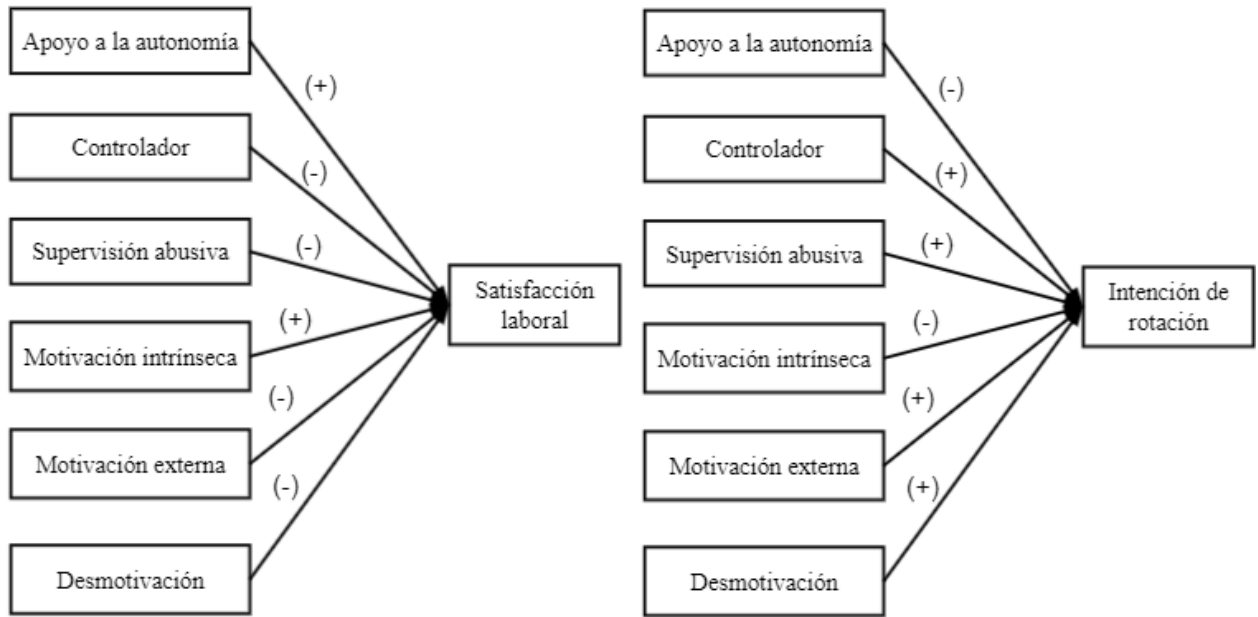 Apoyo a la autonomía
(+)
Controlador
(-)
Supervisión abusiva
(-)
Motivación intrínseca
(+)
Motivación externa
(-)
Desmotivación
(-)
Satisfacción
laboral
Apoyo a la autonomía
(-)
Controlador
(+)
Supervisión abusiva
(+)
Motivación intrínseca
(-)
Motivación externa
(+)
Desmotivación
(+)
Intención de
rotación